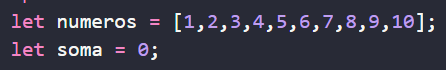 let numeros = [1,2,3,4,5,6,7,8,9,10];
let soma = 0;